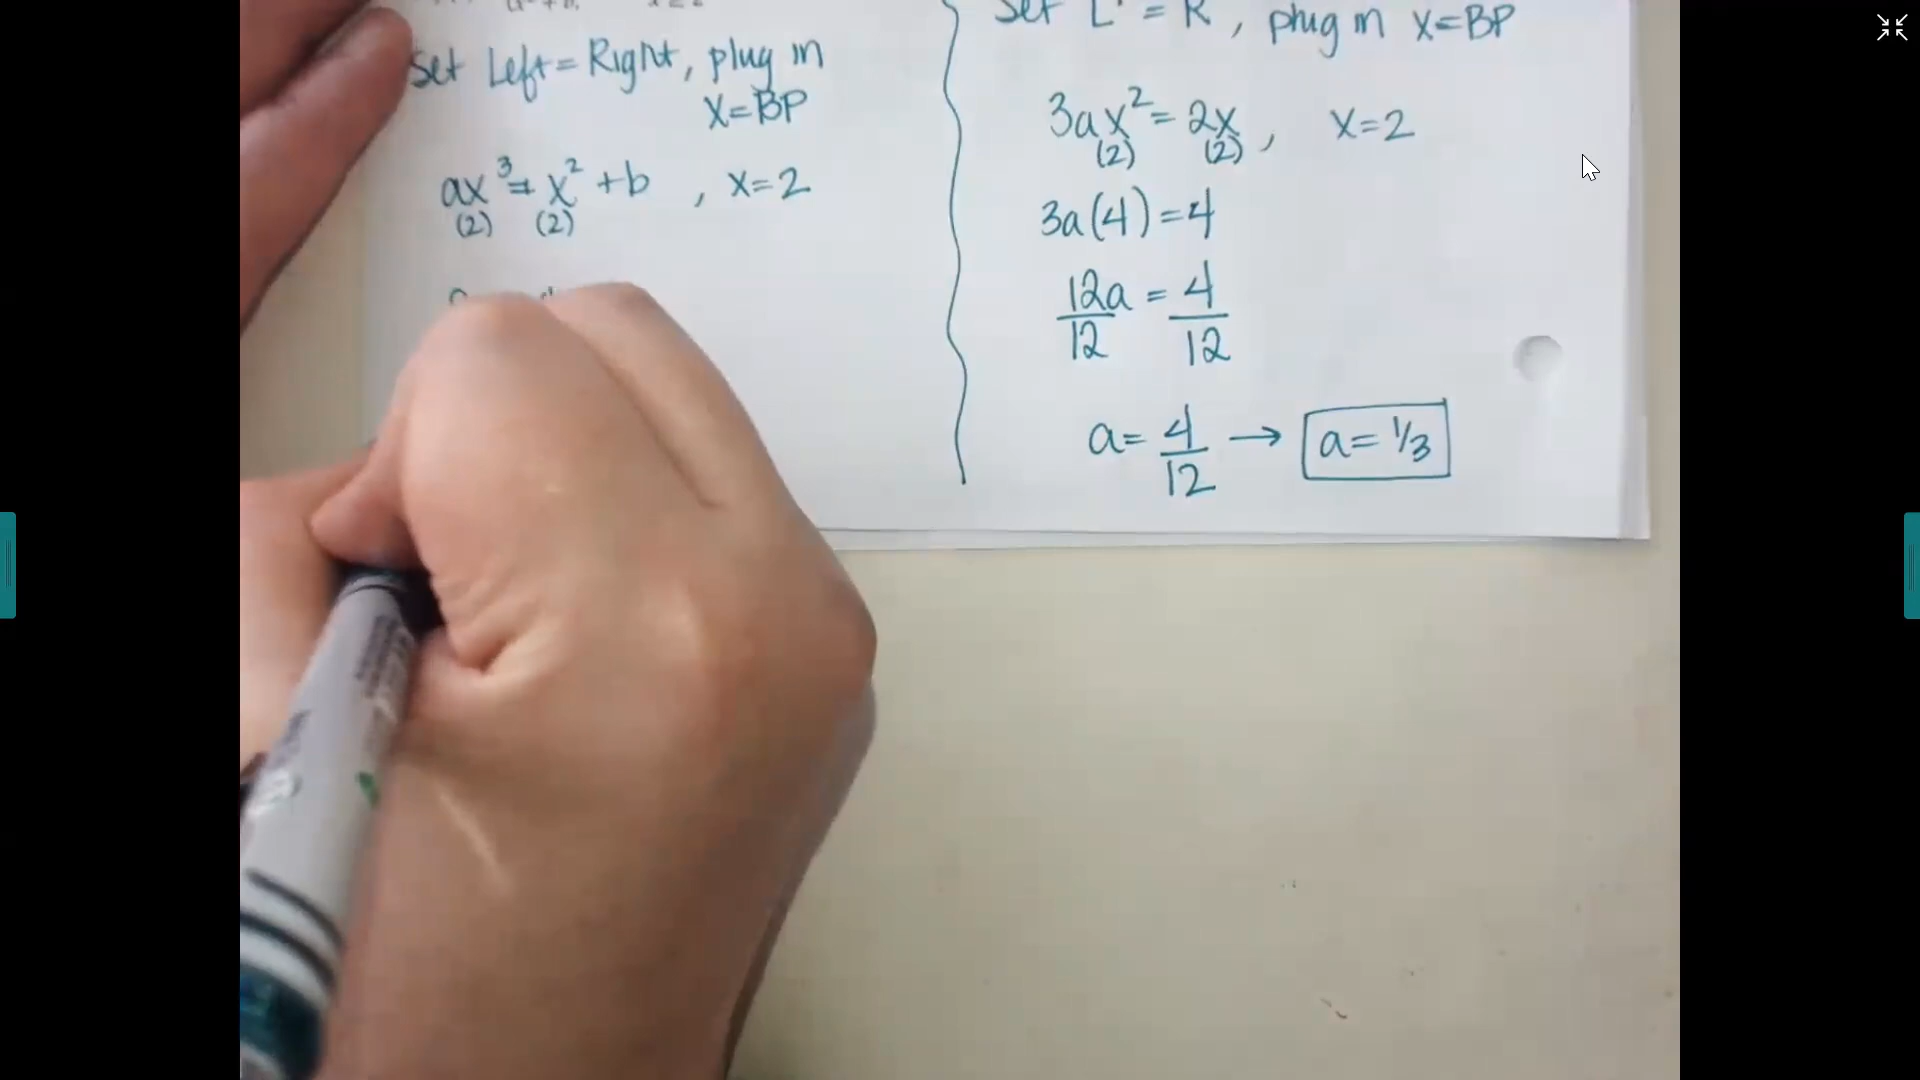 Set Left = Right, plug in
X=BP
ax³ = x² + b , x=2
(2) (2)
Set L' = R', plug in X=BP
3ax² = 2x , x=2
(2) (2)
3a(4)=4
12a = 4
12 12
a= 4 → a= 1/3
12